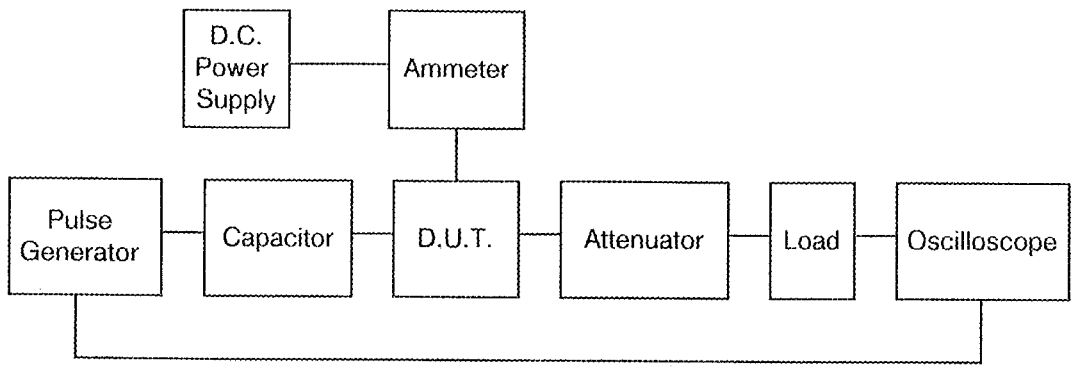 D.C.
Power
Supply
Ammeter
Pulse
Generator
Capacitor
D.U.T.
Attenuator
Load
Oscilloscope